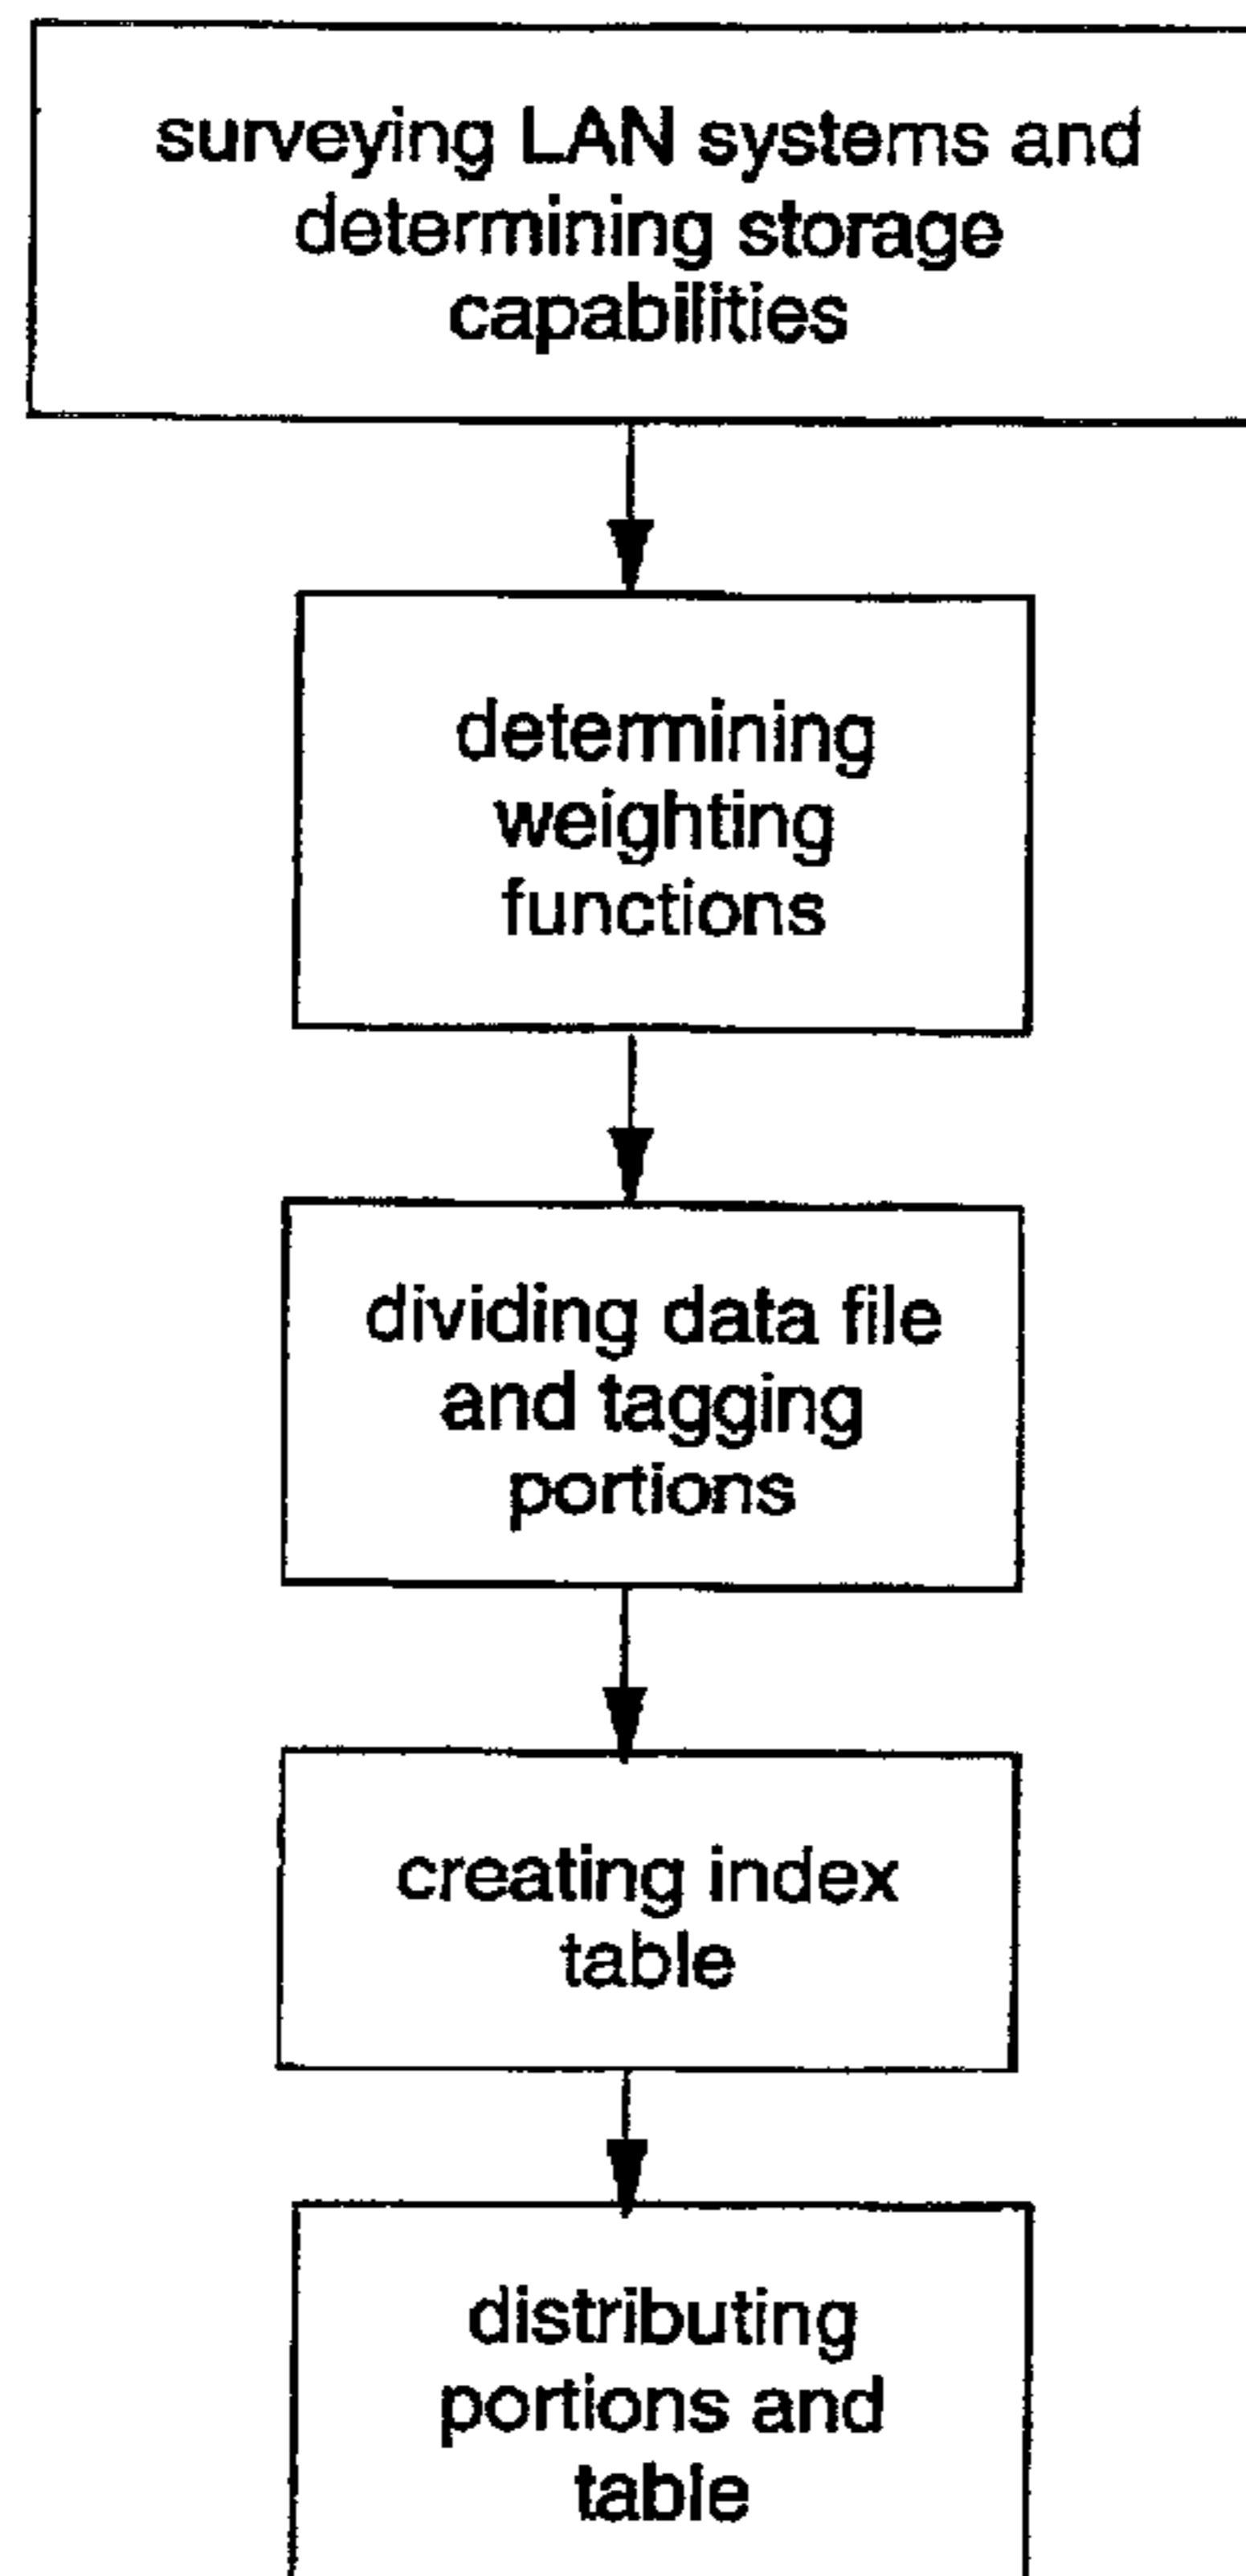 surveying LAN systems and
determining storage
capabilities
determining
weighting
functions
dividing data file
and tagging
portions
creating index
table
distributing
portions and
table